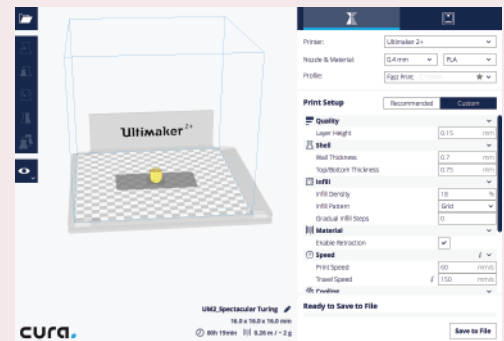 Ultimaker 2+
UM2_Spectacular Turing
16.0 x 16.0 x 16.0 mm
00h 15min 0.26 m / ~ 2 g
cura.
Printer: Ultimaker 2+
Nozzle & Material: 0.4 mm PLA
Profile: Fast Print
Print Setup Recommended Custom
Quality
Layer Height 0.15 mm
Shell
Wall Thickness 0.7 mm
Top/Bottom Thickness 0.75 mm
Infill
Infill Density 18 %
Infill Pattern Grid
Gradual Infill Steps 0
Material
Enable Retraction
Speed
Print Speed 60 mm/s
Travel Speed 150 mm/s
Cooling
Ready to Save to File
Save to File